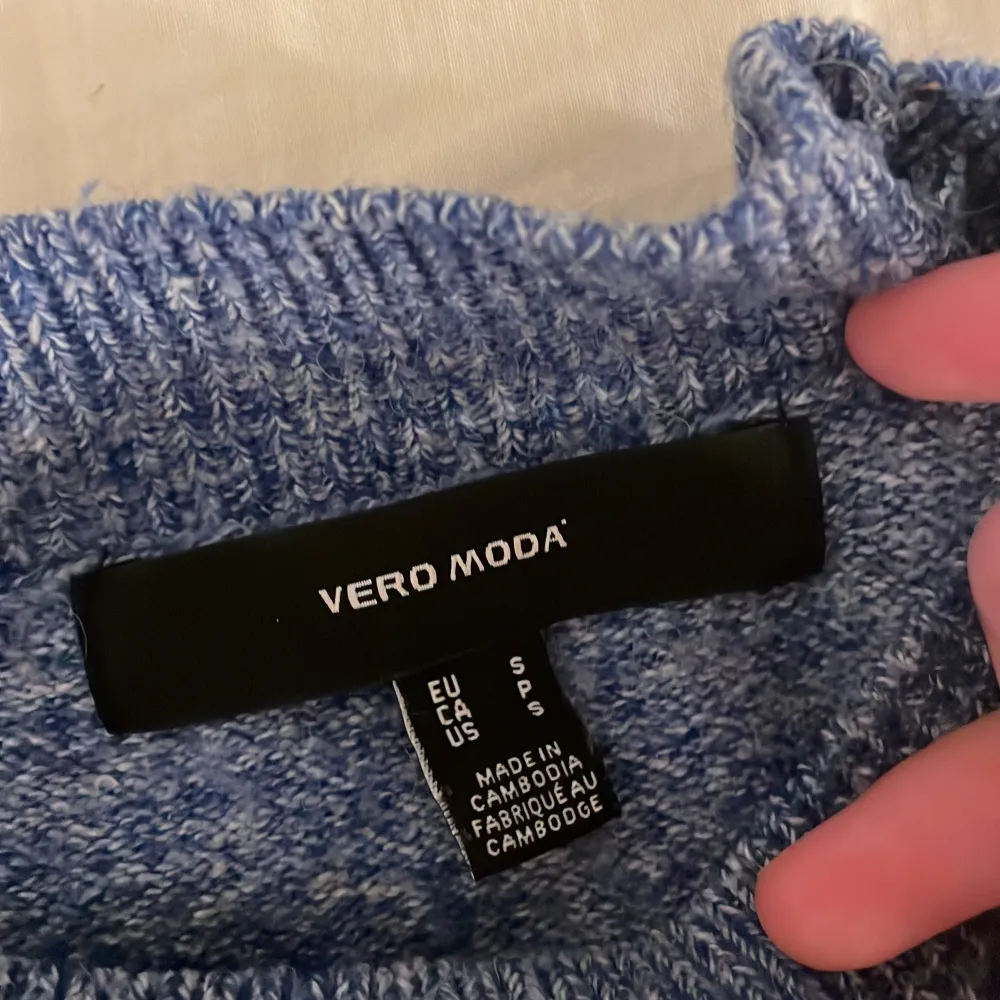 VERO MODA
EU S
CA P
US S
MADE IN
CAMBODIA
FABRIQUÉ AU
CAMBODGE